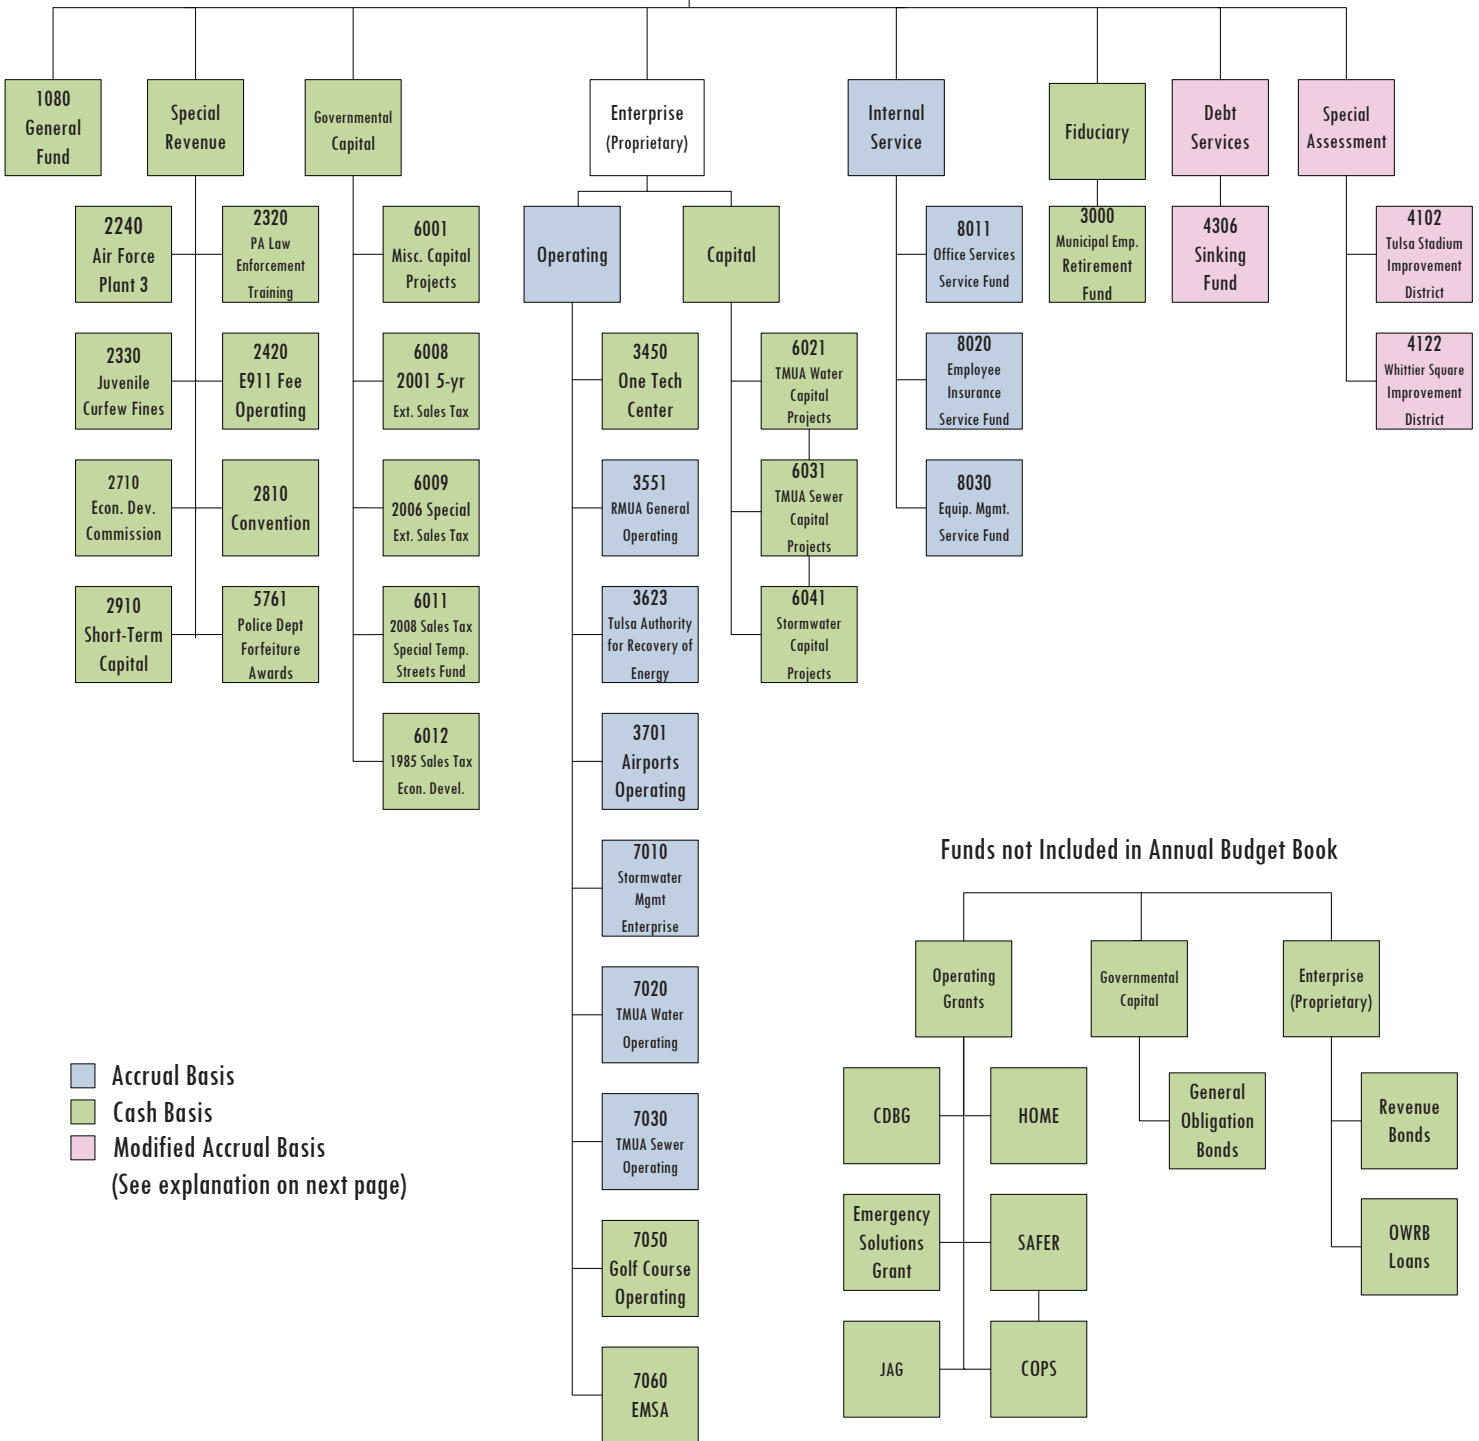 1080
General
Fund
Special
Revenue
Governmental
Capital
Enterprise
(Proprietary)
Internal
Service
Fiduciary
Debt
Services
Special
Assessment
2240
Air Force
Plant 3
2320
PA Law
Enforcement
Training
2330
Juvenile
Curfew Fines
2420
E911 Fee
Operating
2710
Econ. Dev.
Commission
2810
Convention
2910
Short-Term
Capital
5761
Police Dept
Forfeiture
Awards
6001
Misc. Capital
Projects
6008
2001 5-yr
Ext. Sales Tax
6009
2006 Special
Ext. Sales Tax
6011
2008 Sales Tax
Special Temp.
Streets Fund
6012
1985 Sales Tax
Econ. Devel.
Operating
3450
One Tech
Center
3551
RMUA General
Operating
3623
Tulsa Authority
for Recovery of
Energy
3701
Airports
Operating
7010
Stormwater
Mgmt
Enterprise
7020
TMUA Water
Operating
7030
TMUA Sewer
Operating
7050
Golf Course
Operating
7060
EMSA
Capital
6021
TMUA Water
Capital
Projects
6031
TMUA Sewer
Capital
Projects
6041
Stormwater
Capital
Projects
8011
Office Services
Service Fund
8020
Employee
Insurance
Service Fund
8030
Equip. Mgmt.
Service Fund
3000
Municipal Emp.
Retirement
Fund
4306
Sinking
Fund
4102
Tulsa Stadium
Improvement
District
4122
Whittier Square
Improvement
District
Funds not Included in Annual Budget Book
Operating
Grants
Governmental
Capital
Enterprise
(Proprietary)
CDBG
HOME
Emergency
Solutions
Grant
SAFER
JAG
COPS
General
Obligation
Bonds
Revenue
Bonds
OWRB
Loans
Accrual Basis
Cash Basis
Modified Accrual Basis
(See explanation on next page)